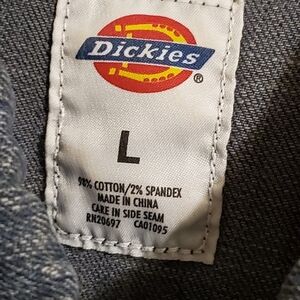 Dickies
®
L
98% COTTON/2% SPANDEX
MADE IN CHINA
CARE IN SIDE SEAM
RN20697 CA01095